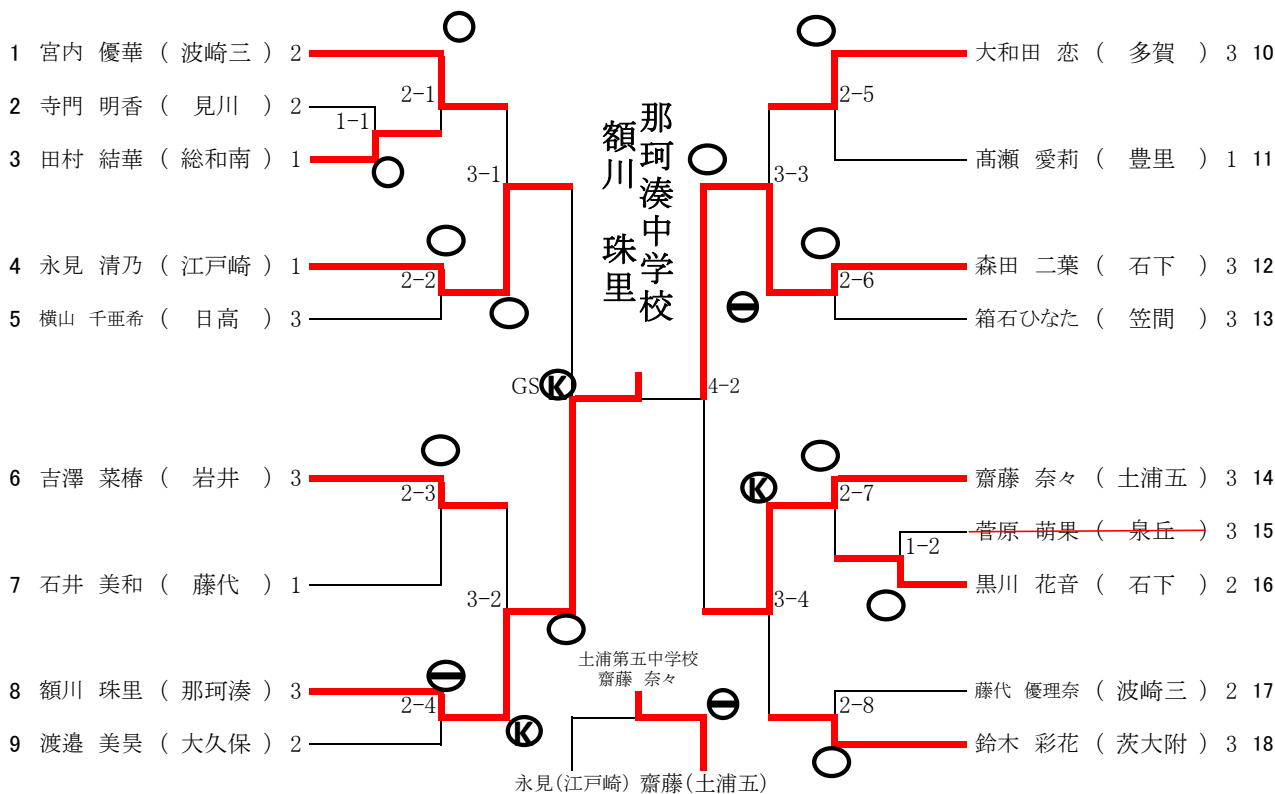 1 宮内 優華 ( 波崎三 ) 2
2 寺門 明香 ( 見川 ) 2
3 田村 結華 ( 総和南 ) 1
4 永見 清乃 ( 江戸崎 ) 1
5 横山 千亜希 ( 日高 ) 3
6 吉澤 菜椿 ( 岩井 ) 3
7 石井 美和 ( 藤代 ) 1
8 額川 珠里 ( 那珂湊 ) 3
9 渡邉 美昊 ( 大久保 ) 2
2-1
1-1
3-1
2-2
GS Ⓚ
2-3
3-2
2-4
Ⓚ
那珂湊中学校
額川 珠里
土浦第五中学校
齋藤 奈々
永見(江戸崎) 齋藤(土浦五)
2-5
3-3
2-6
4-2
Ⓚ
2-7
1-2
3-4
2-8
大和田 恋 ( 多賀 ) 3 10
髙瀬 愛莉 ( 豊里 ) 1 11
森田 二葉 ( 石下 ) 3 12
箱石ひなた ( 笠間 ) 3 13
齋藤 奈々 ( 土浦五 ) 3 14
菅原 萌果 ( 泉丘 ) 3 15
黒川 花音 ( 石下 ) 2 16
藤代 優理奈 ( 波崎三 ) 2 17
鈴木 彩花 ( 茨大附 ) 3 18